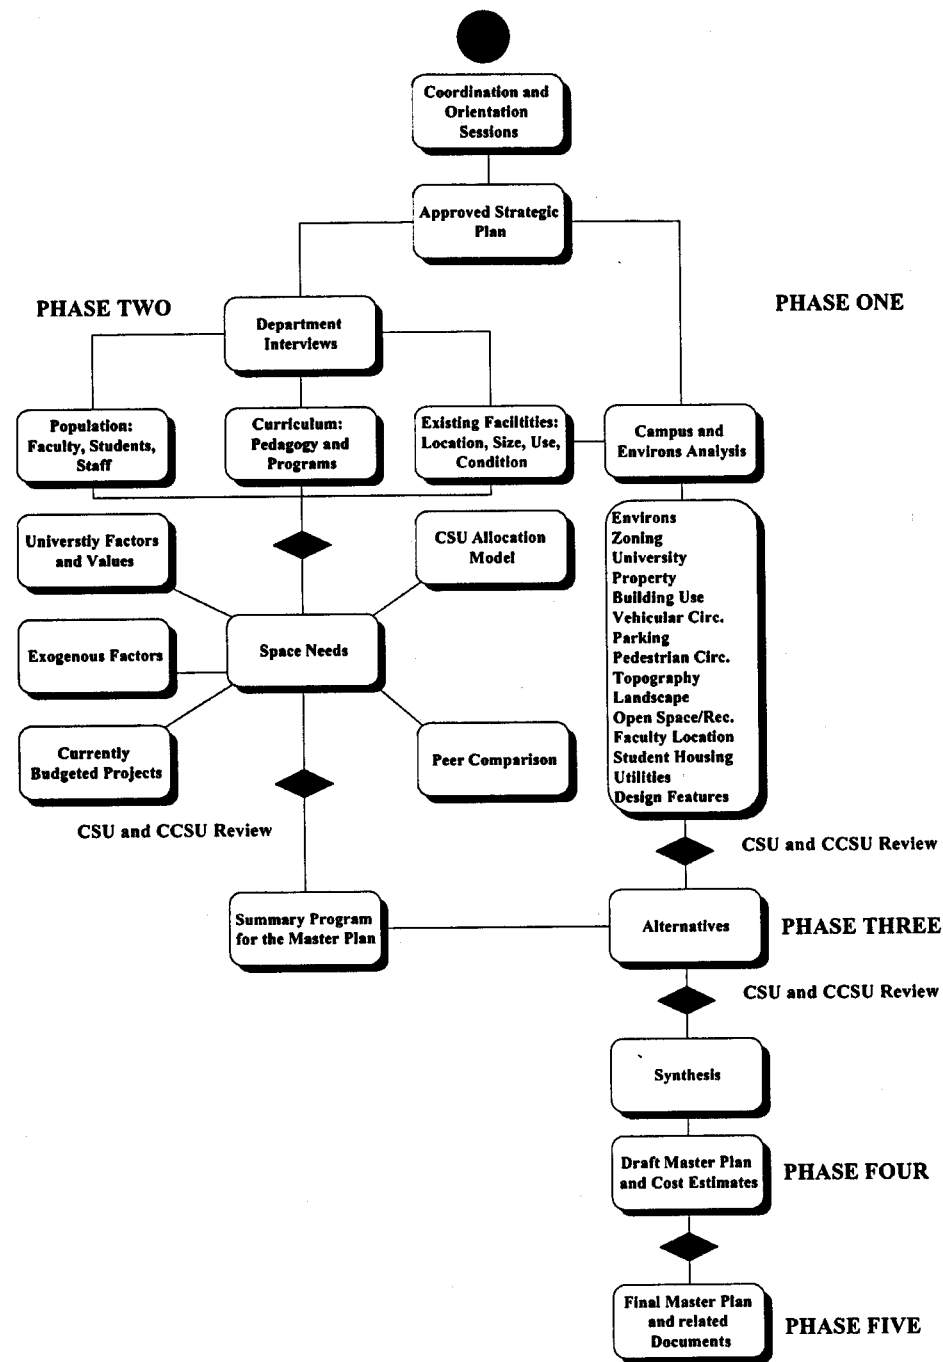 Coordination and
Orientation
Sessions
Approved Strategic
Plan
PHASE TWO
PHASE ONE
Department
Interviews
Population:
Faculty, Students,
Staff
Curriculum:
Pedagogy and
Programs
Existing Faciltities:
Location, Size, Use,
Condition
Campus and
Environs Analysis
Universtiy Factors
and Values
CSU Allocation
Model
Environs
Zoning
University
Property
Building Use
Vehicular Circ.
Parking
Pedestrian Circ.
Topography
Landscape
Open Space/Rec.
Faculty Location
Student Housing
Utilities
Design Features
Exogenous Factors
Space Needs
Currently
Budgeted Projects
Peer Comparison
CSU and CCSU Review
CSU and CCSU Review
Summary Program
for the Master Plan
Alternatives
PHASE THREE
CSU and CCSU Review
Synthesis
Draft Master Plan
and Cost Estimates
PHASE FOUR
Final Master Plan
and related
Documents
PHASE FIVE